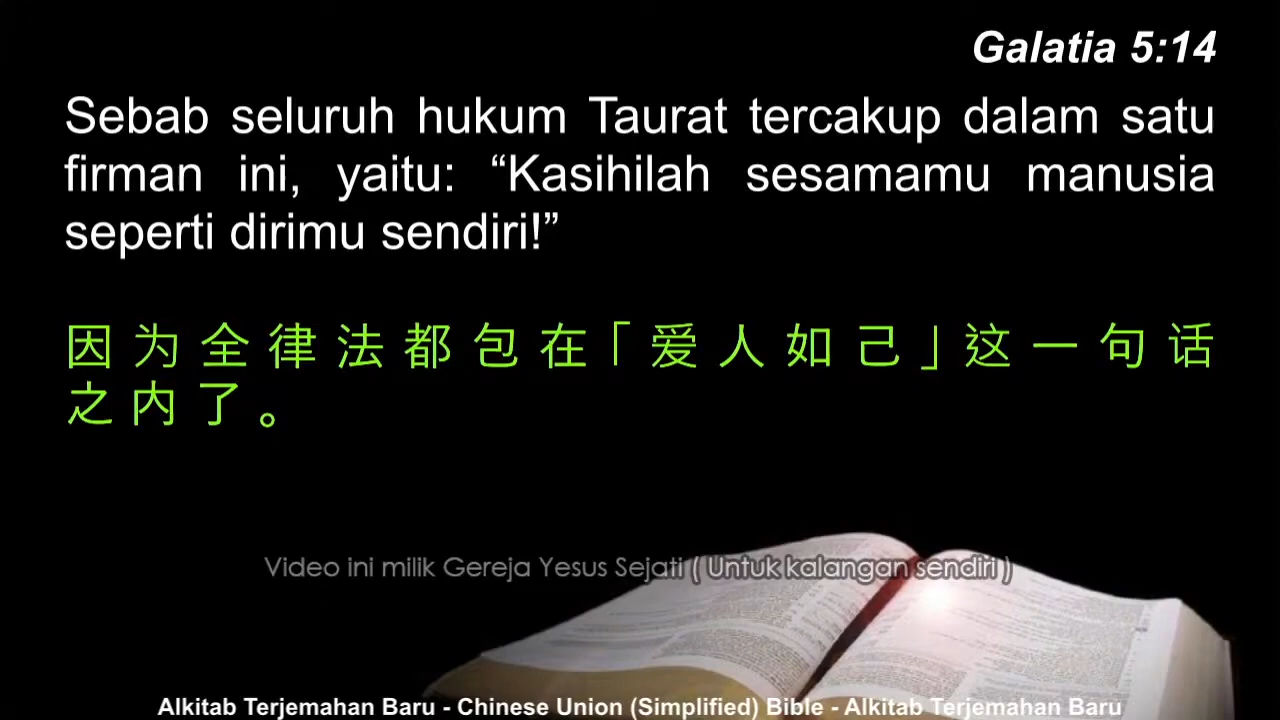 Galatia 5:14
Sebab seluruh hukum Taurat tercakup dalam satu
firman ini, yaitu: “Kasihilah sesamamu manusia
seperti dirimu sendiri!”
因为全律法都包在「爱人如己」这一句话
之内了。
Video ini milik Gereja Yesus Sejati ( Untuk kalangan sendiri )
Alkitab Terjemahan Baru - Chinese Union (Simplified) Bible - Alkitab Terjemahan Baru